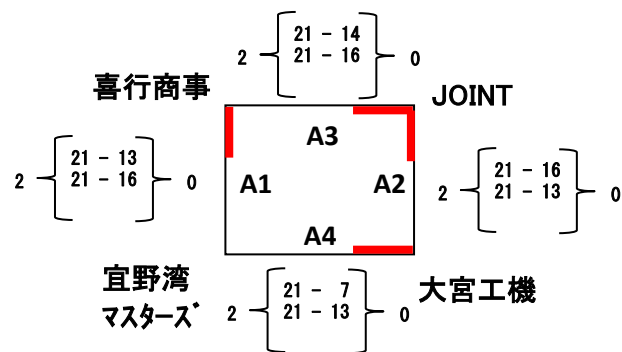 21 - 14
2 21 - 16 0
喜行商事 JOINT
A3
21 - 13
2 21 - 16 0
A1 A2
21 - 16
2 21 - 13 0
A4
宜野湾
マスターズ
大宮工機
21 - 7
2 21 - 13 0